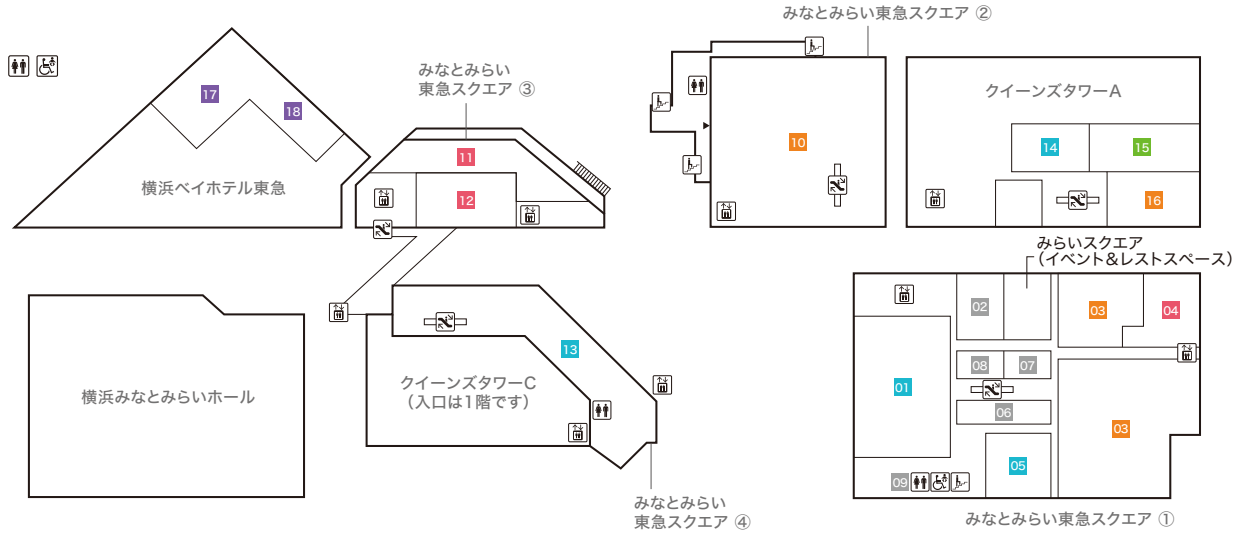 みなとみらい東急スクエア ②
みなとみらい
東急スクエア ③
17
18
横浜ベイホテル東急
11
12
10
クイーンズタワーA
14
15
16
みらいスクエア
（イベント&レストスペース）
02
03
04
13
01
08
07
06
横浜みなとみらいホール
クイーンズタワーC
（入口は1階です）
03
05
09
みなとみらい
東急スクエア ④
みなとみらい東急スクエア ①